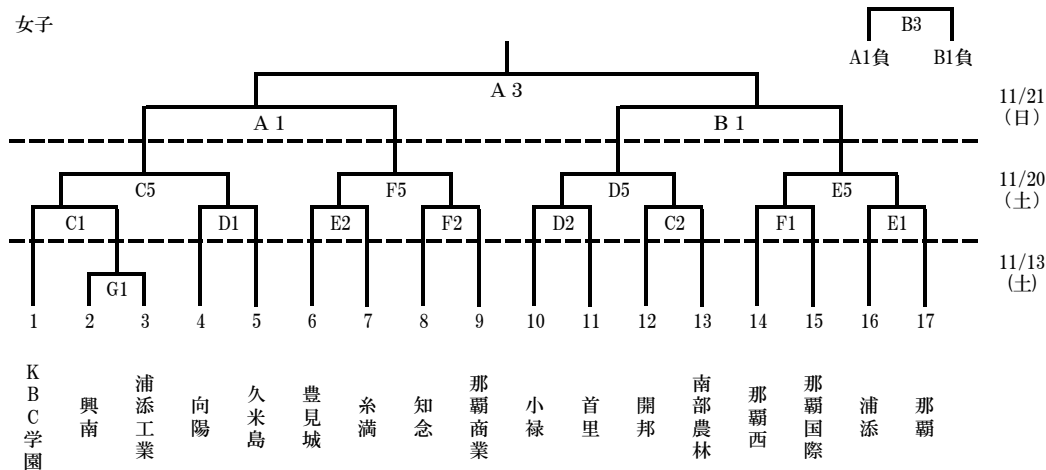 女子
B3
A1負 B1負
A 3
11/21
(日)
A 1 B 1
11/20
(土)
C5 F5 D5 E5
C1 D1 E2 F2 D2 C2 F1 E1
11/13
(土)
G1
1 2 3 4 5 6 7 8 9 10 11 12 13 14 15 16 17
KBC学園
興南
浦添工業
向陽
久米島
豊見城
糸満
知念
那覇商業
小禄
首里
開邦
南部農林
那覇西
那覇国際
浦添
那覇